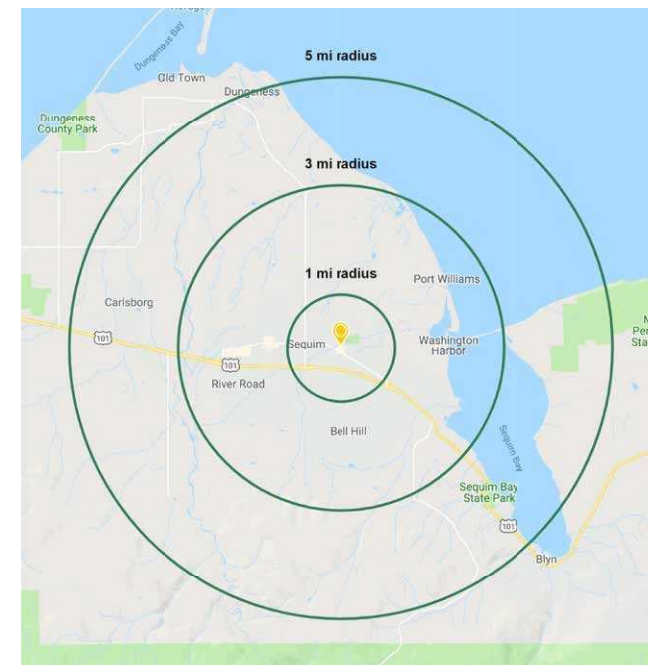 Dungeness Bay
5 mi radius
Old Town
Dungeness
Dungeness
County Park
3 mi radius
1 mi radius
Port Williams
Carlsborg
101
Sequim
Washington
Harbor
101
River Road
Bell Hill
Sequim Bay
Sequim Bay
State Park
101
Blyn